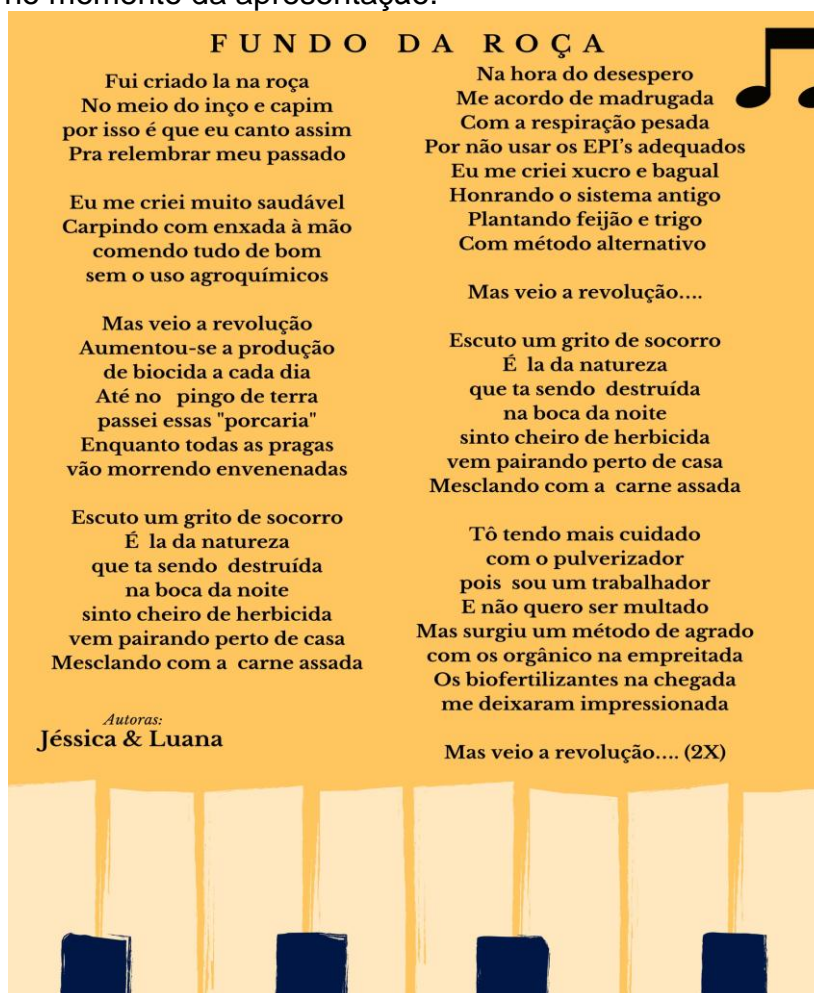 no momento da apresentação.
FUNDO DA ROÇA
Fui criado la na roça
No meio do inço e capim
por isso é que eu canto assim
Pra relembrar meu passado
Eu me criei muito saudável
Carpindo com enxada à mão
comendo tudo de bom
sem o uso agroquímicos
Mas veio a revolução
Aumentou-se a produção
de biocida a cada dia
Até no pingo de terra
passei essas "porcaria"
Enquanto todas as pragas
vão morrendo envenenadas
Escuto um grito de socorro
É la da natureza
que ta sendo destruída
na boca da noite
sinto cheiro de herbicida
vem pairando perto de casa
Mesclando com a carne assada
Autoras:
Jéssica & Luana
Na hora do desespero
Me acordo de madrugada
Com a respiração pesada
Por não usar os EPI's adequados
Eu me criei xucro e bagual
Honrando o sistema antigo
Plantando feijão e trigo
Com método alternativo
Mas veio a revolução....
Escuto um grito de socorro
É la da natureza
que ta sendo destruída
na boca da noite
sinto cheiro de herbicida
vem pairando perto de casa
Mesclando com a carne assada
Tô tendo mais cuidado
com o pulverizador
pois sou um trabalhador
E não quero ser multado
Mas surgiu um método de agrado
com os orgânico na empreitada
Os biofertilizantes na chegada
me deixaram impressionada
Mas veio a revolução.... (2X)